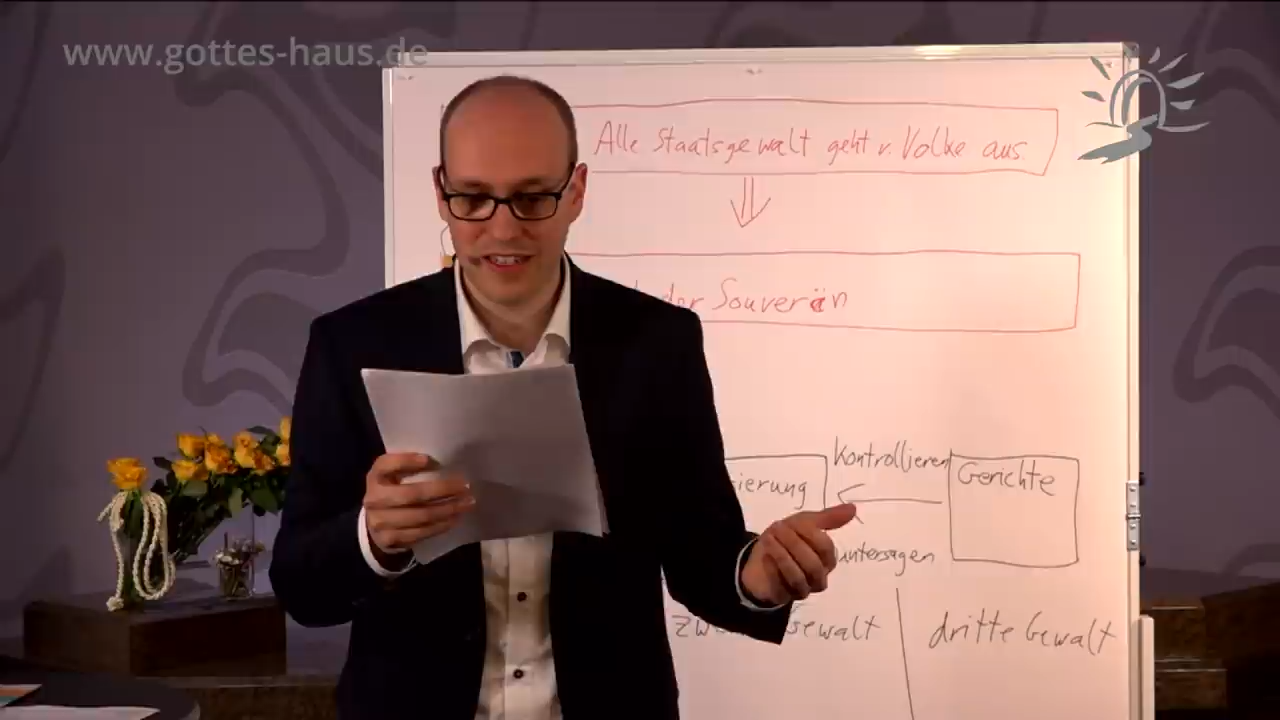 www.gottes-haus.de
Alle Staatsgewalt geht v. Volke aus
der Souverän
Kontrollieren
Gerichte
untersagen
dritte Gewalt